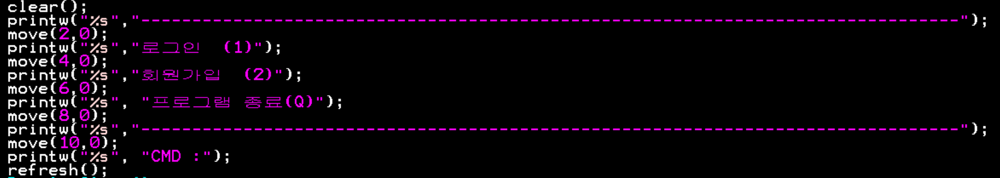 clear();
printw("%s","--------------------------------------------------------------------------------");
move(2,0);
printw("%s","로그인  (1)");
move(4,0);
printw("%s","회원가입  (2)");
move(6,0);
printw("%s", "프로그램 종료(Q)");
move(8,0);
printw("%s","--------------------------------------------------------------------------------");
move(10,0);
printw("%s", "CMD :");
refresh();